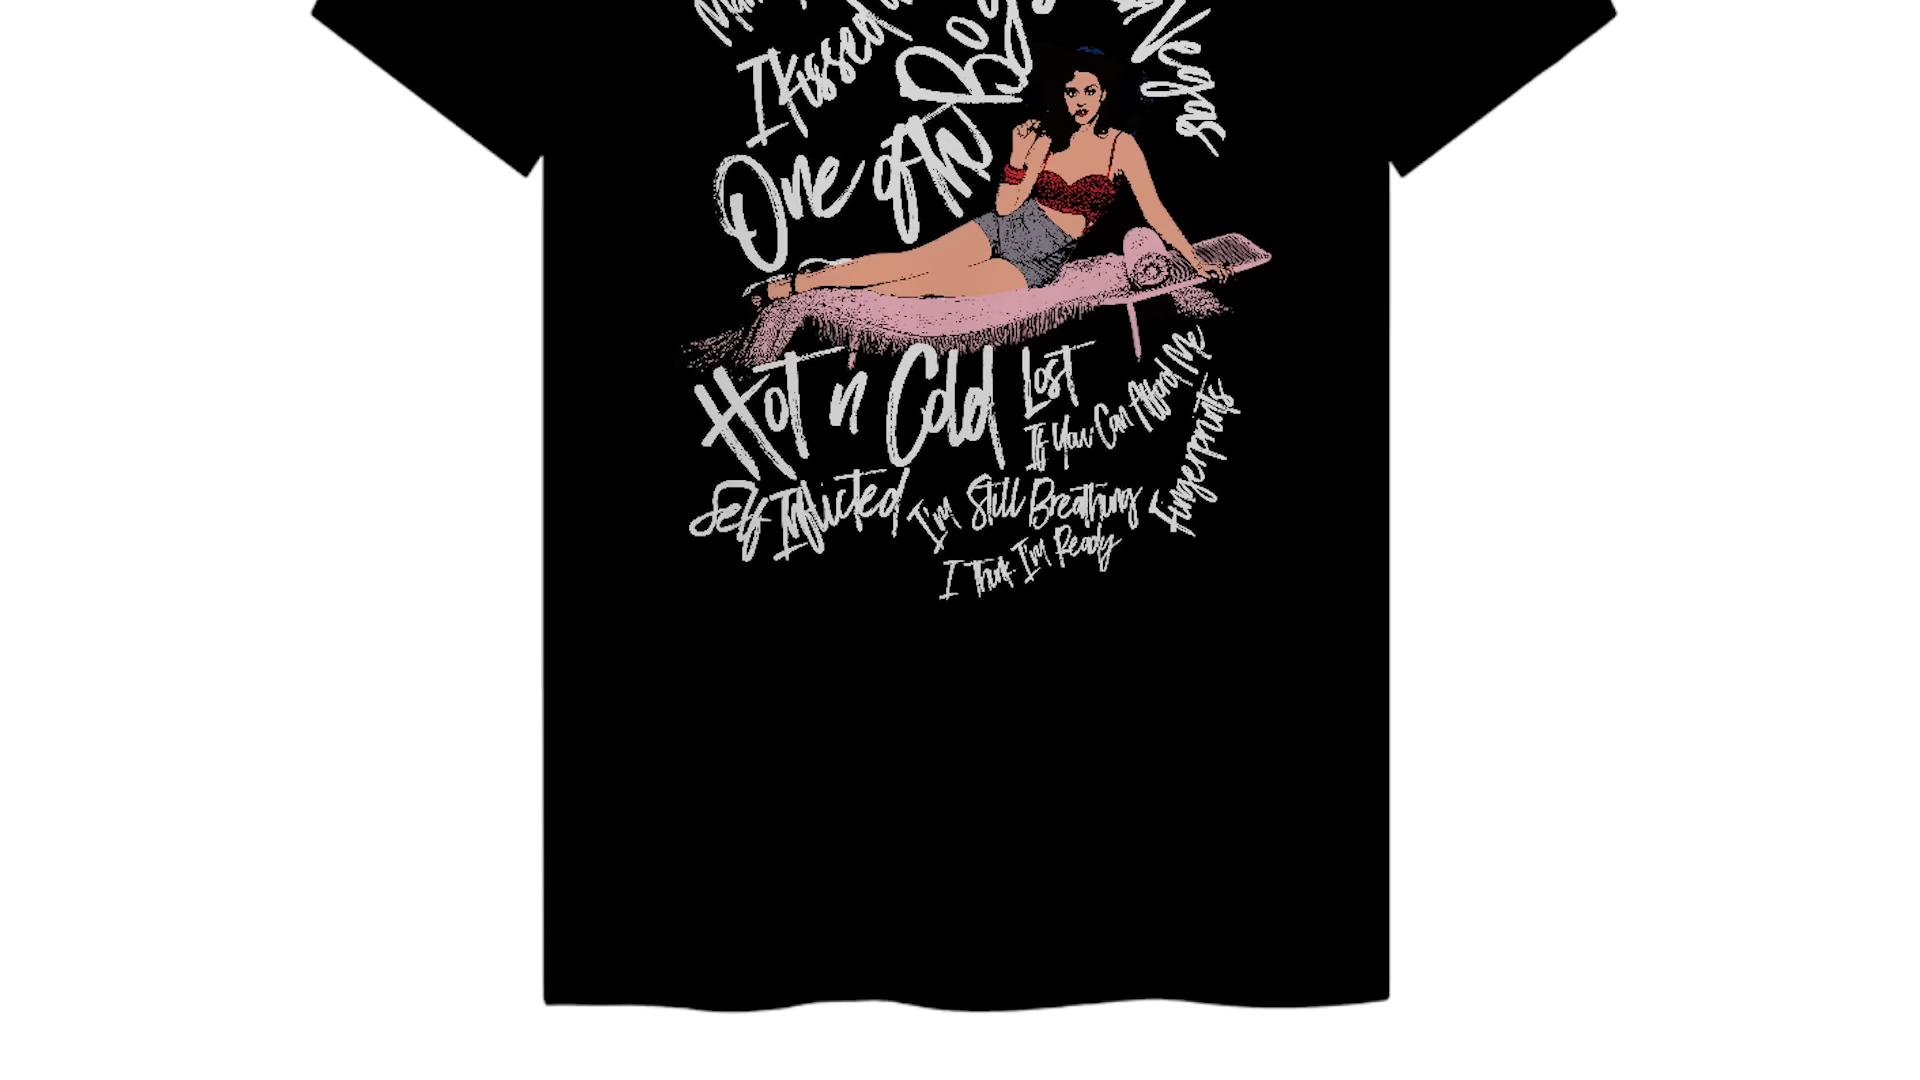 I Kissed
One of the Boys
Vegas
Hot n Cold
Lost
If You Can Afford Me
Fingerprints
Self Inflicted
I'm Still Breathing
I Think I'm Ready